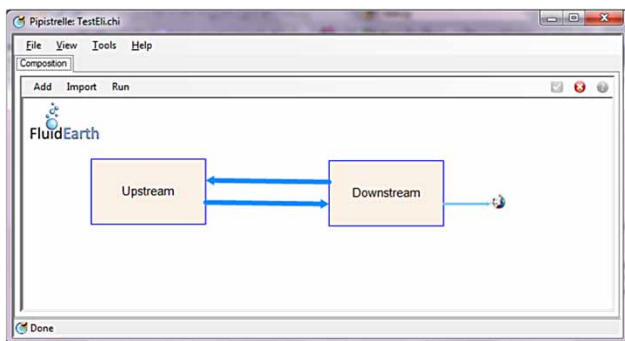 Pipistrelle: TestEli.chi
File View Tools Help
Composition
Add Import Run
FluidEarth
Upstream
Downstream
Done